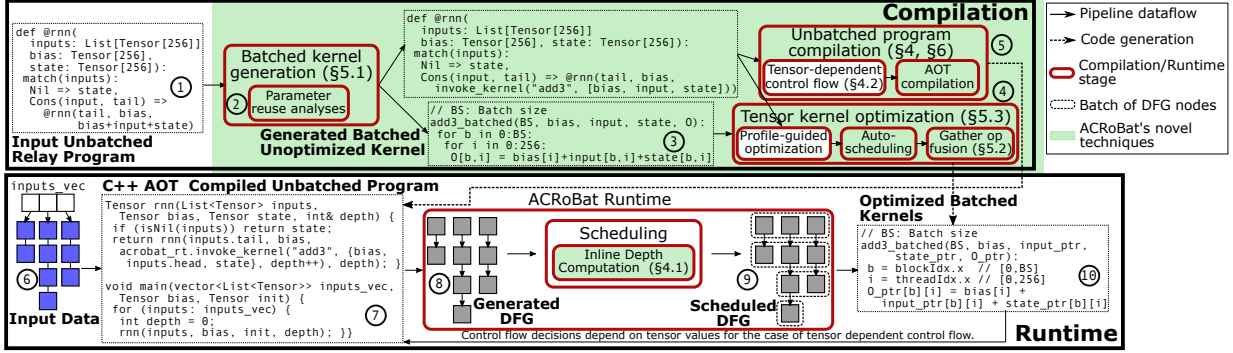 def @rnn(
inputs: List[Tensor[256]]
bias: Tensor[256],
state: Tensor[256]):
match(inputs):
Nil => state,
Cons(input, tail) =>
@rnn(tail, bias,
bias+input+state)
1
Input Unbatched
Relay Program
Batched kernel
generation (§5.1)
2
Parameter
reuse analyses
Generated Batched
Unoptimized Kernel
def @rnn(
inputs: List[Tensor[256]]
bias: Tensor[256], state: Tensor[256]):
match(inputs):
Nil => state,
Cons(input, tail) => @rnn(tail, bias,
invoke_kernel("add3", [bias, input, state]))
// BS: Batch size
add3_batched(BS, bias, input, state, O):
for b in 0:BS:
for i in 0:256:
O[b,i] = bias[i]+input[b,i]+state[b,i]
3
Compilation
Unbatched program
compilation (§4, §6)
5
Tensor-dependent
control flow (§4.2)
AOT
compilation
4
Tensor kernel optimization (§5.3)
Profile-guided
optimization
Auto-
scheduling
Gather op
fusion (§5.2)
Pipeline dataflow
Code generation
Compilation/Runtime
stage
Batch of DFG nodes
ACRoBat's novel
techniques
inputs_vec
6
Input Data
C++ AOT Compiled Unbatched Program
Tensor rnn(List<Tensor> inputs,
Tensor bias, Tensor state, int& depth) {
if (isNil(inputs)) return state;
return rnn(inputs.tail, bias,
acrobat_rt.invoke_kernel("add3", {bias,
inputs.head, state}, depth++), depth); }
void main(vector<List<Tensor>> inputs_vec,
Tensor bias, Tensor init) {
for (inputs: inputs_vec) {
int depth = 0;
rnn(inputs, bias, init, depth); }}
7
ACRoBat Runtime
8
Generated
DFG
Scheduling
Inline Depth
Computation (§4.1)
9
Scheduled
DFG
Optimized Batched
Kernels
// BS: Batch size
add3_batched(BS, bias, input_ptr,
state_ptr, O_ptr):
b = blockIdx.x // [0,BS]
i = threadIdx.x // [0,256]
O_ptr[b][i] = bias[i] +
input_ptr[b][i] + state_ptr[b][i]
10
Control flow decisions depend on tensor values for the case of tensor dependent control flow.
Runtime